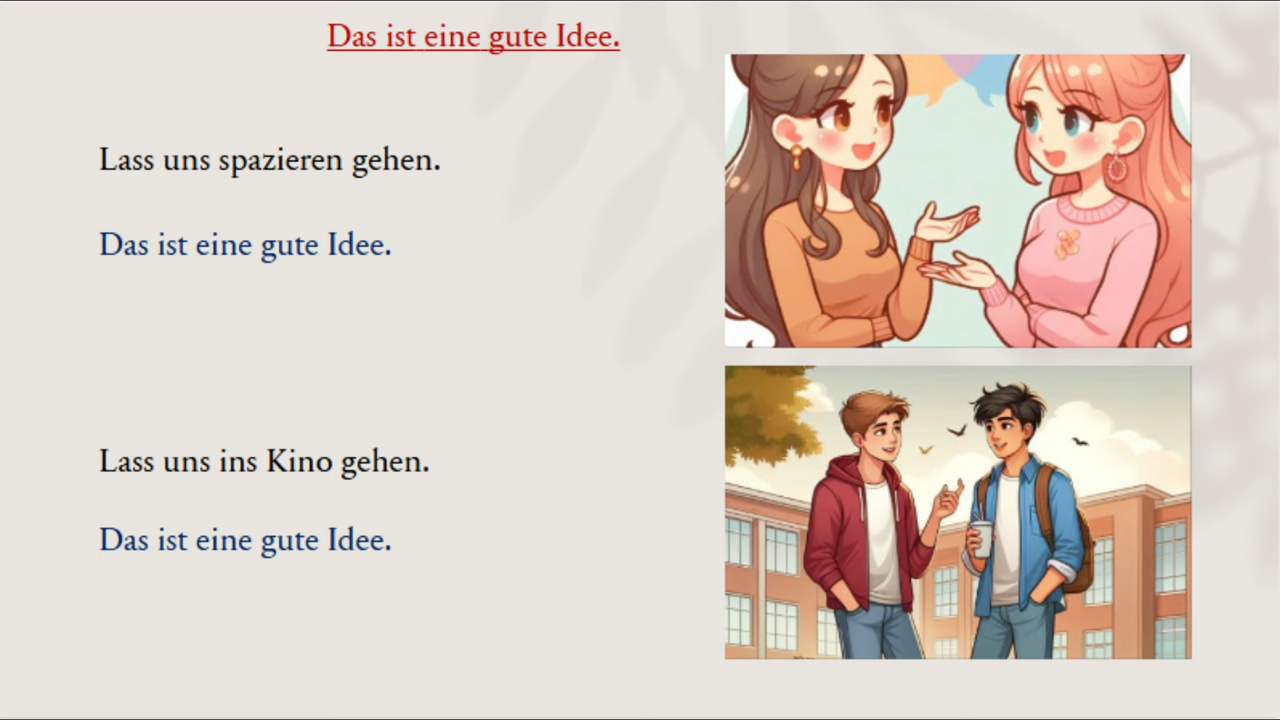 Das ist eine gute Idee.
Lass uns spazieren gehen.
Das ist eine gute Idee.
Lass uns ins Kino gehen.
Das ist eine gute Idee.